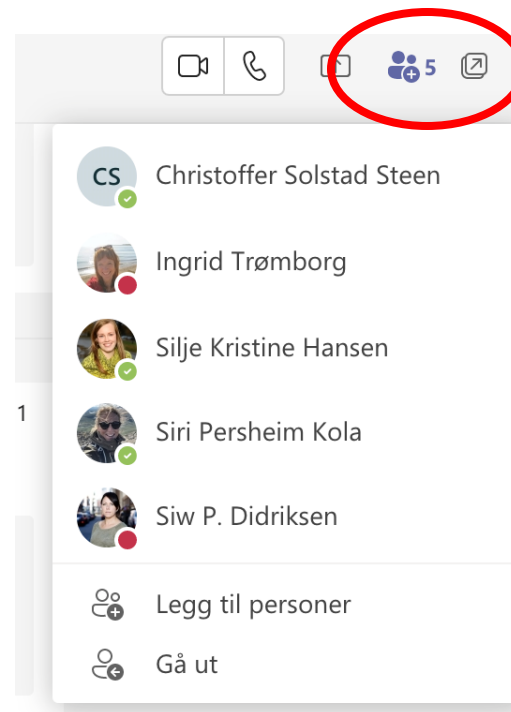 5
CS Christoffer Solstad Steen
Ingrid Trømborg
Silje Kristine Hansen
1
Siri Persheim Kola
Siw P. Didriksen
Legg til personer
Gå ut